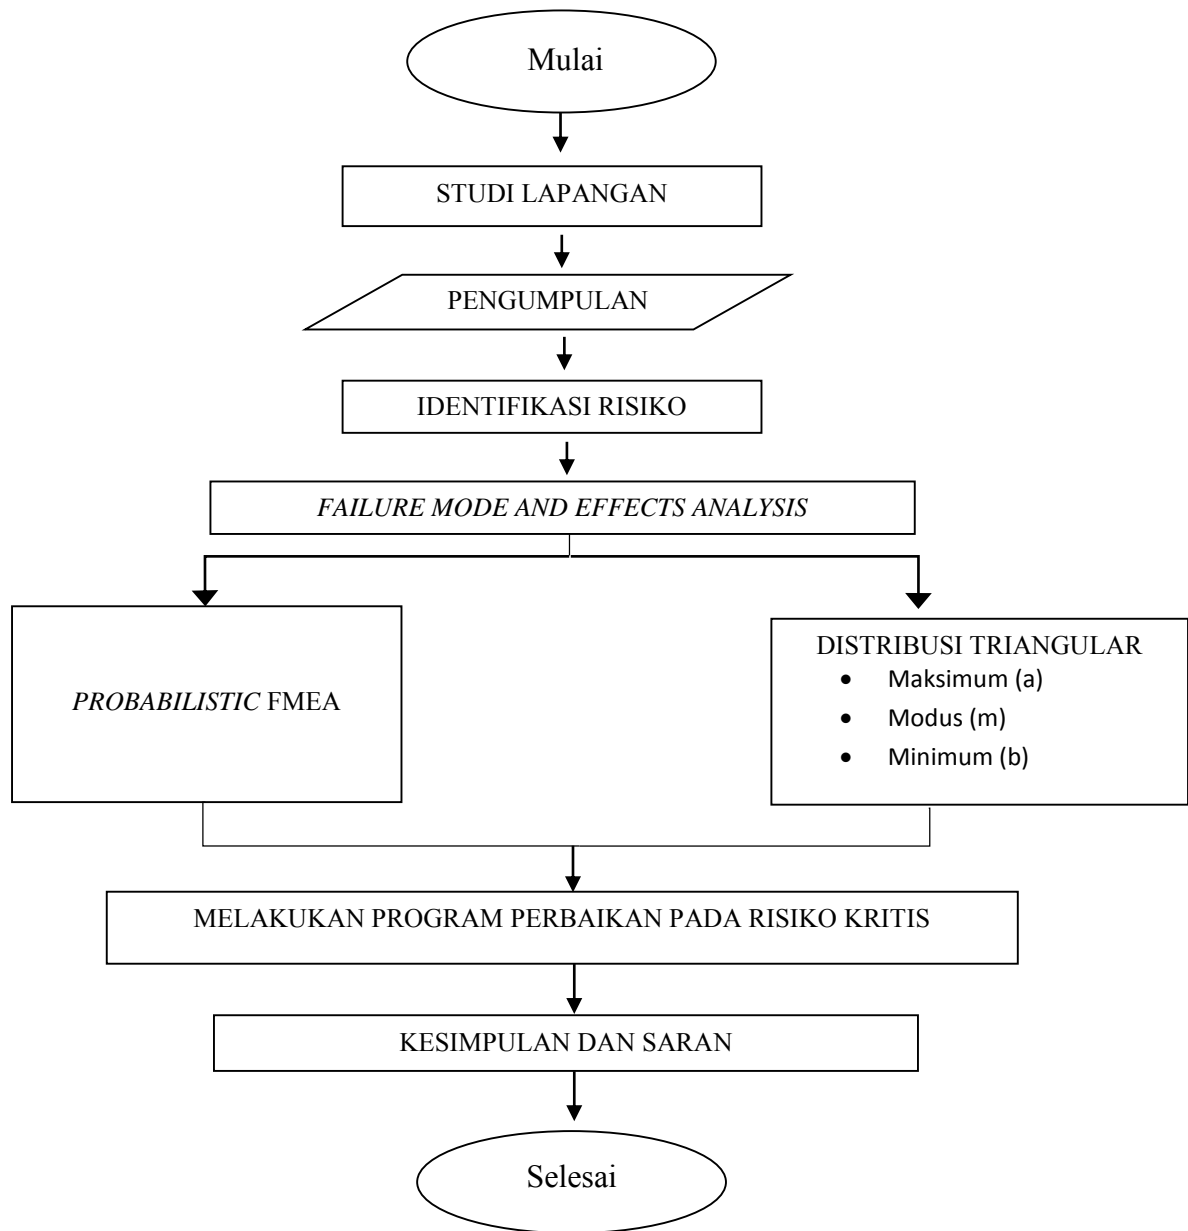 Mulai
STUDI LAPANGAN
PENGUMPULAN
IDENTIFIKASI RISIKO
FAILURE MODE AND EFFECTS ANALYSIS
PROBABILISTIC FMEA
DISTRIBUSI TRIANGULAR
• Maksimum (a)
• Modus (m)
• Minimum (b)
MELAKUKAN PROGRAM PERBAIKAN PADA RISIKO KRITIS
KESIMPULAN DAN SARAN
Selesai